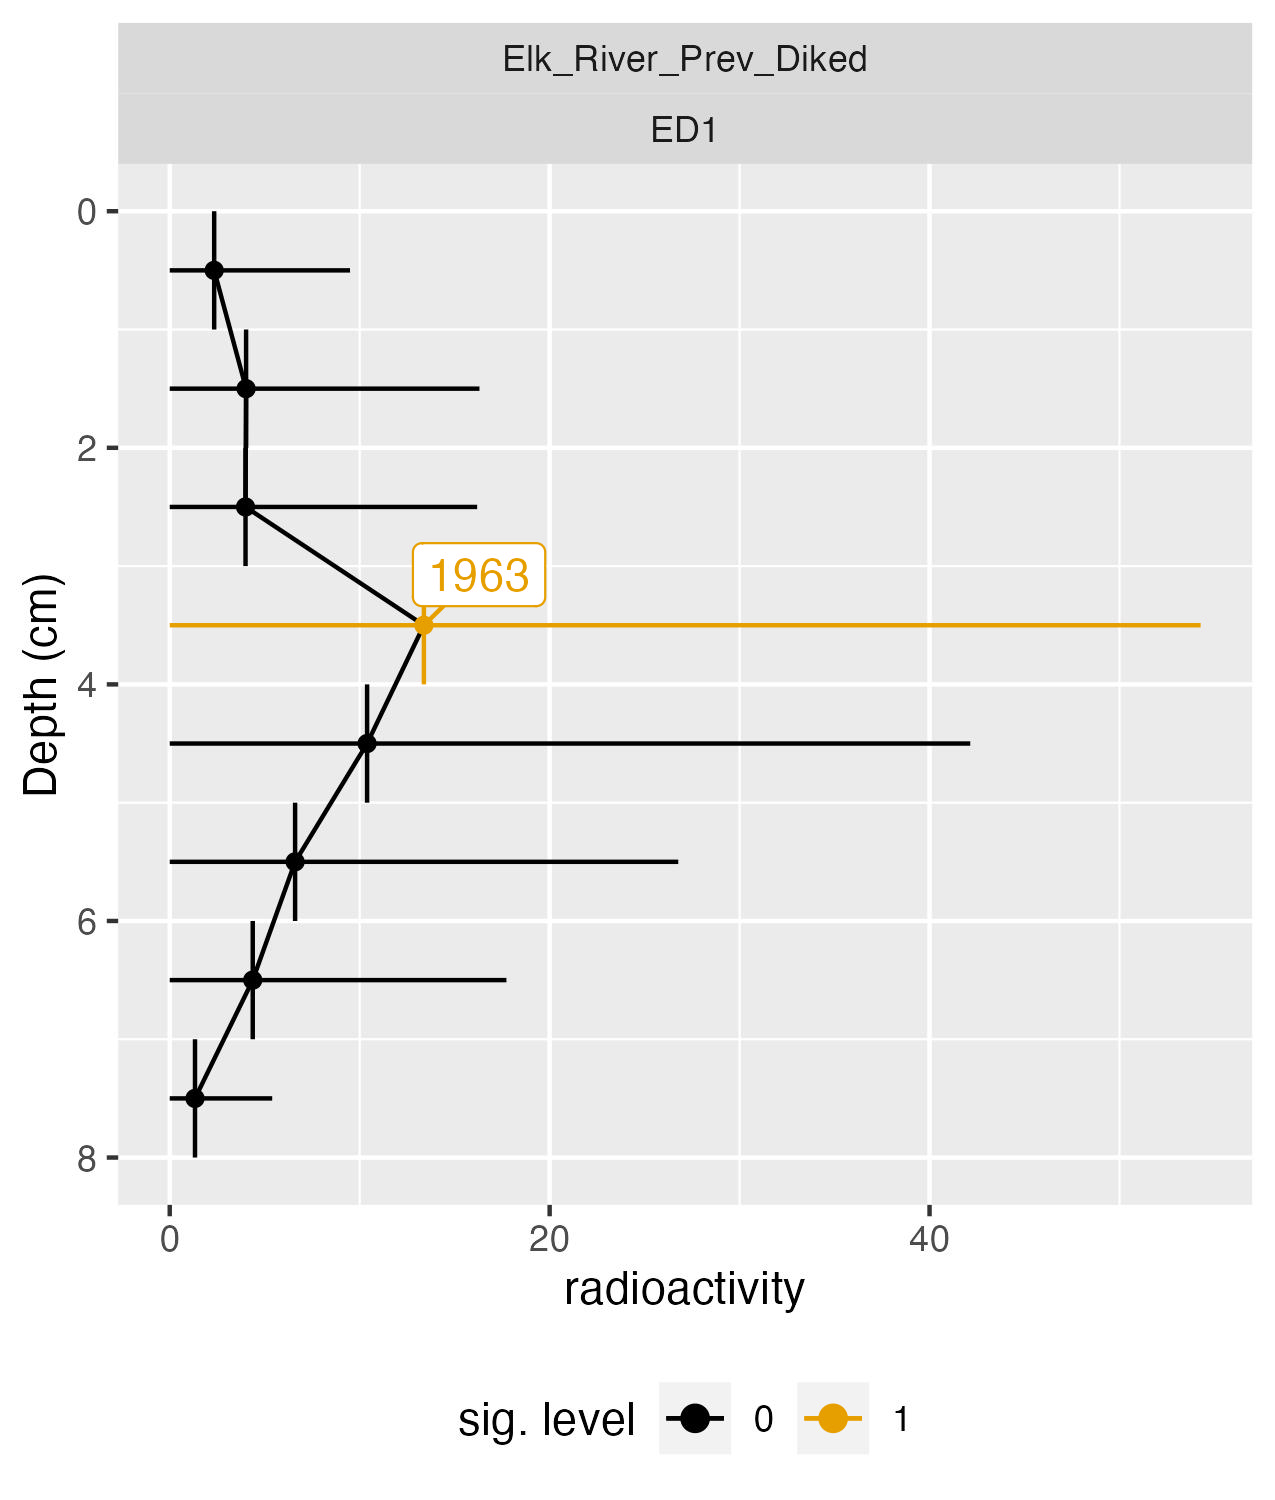 Elk_River_Prev_Diked
ED1
0
2
4
6
8
Depth (cm)
1963
0 20 40
radioactivity
sig. level 0 1